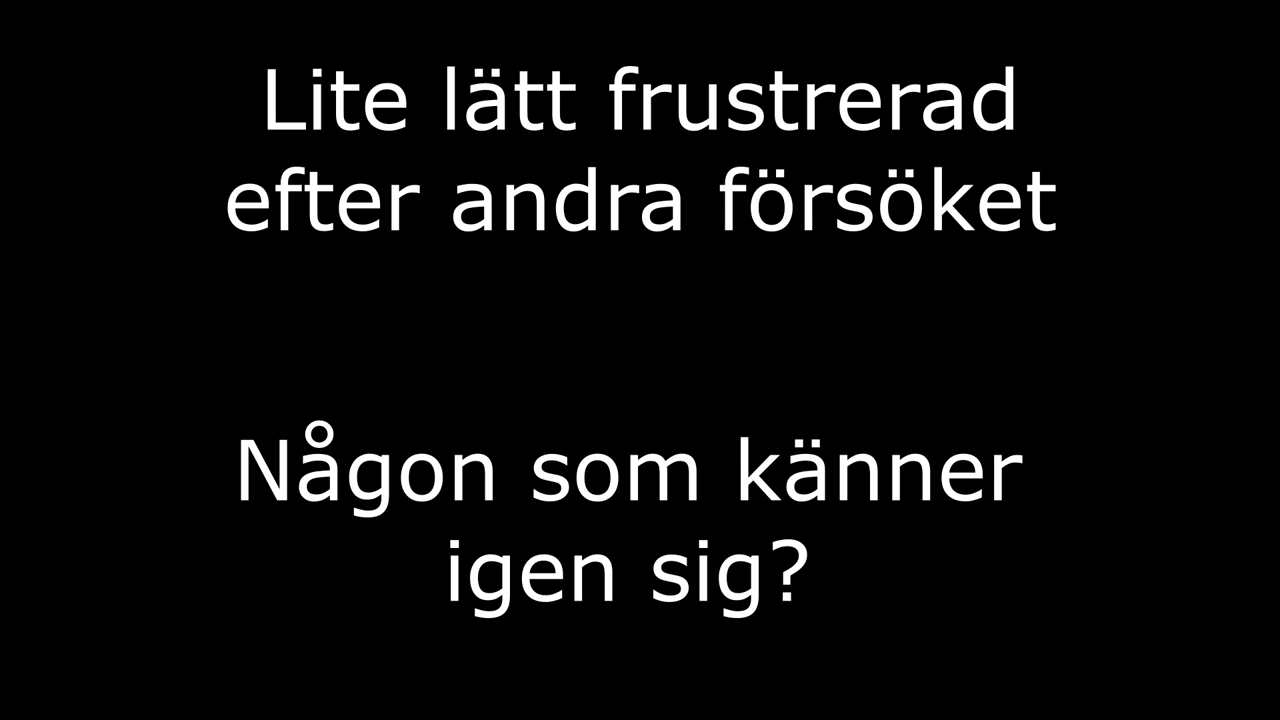 Lite lätt frustrerad
efter andra försöket
Någon som känner
igen sig?